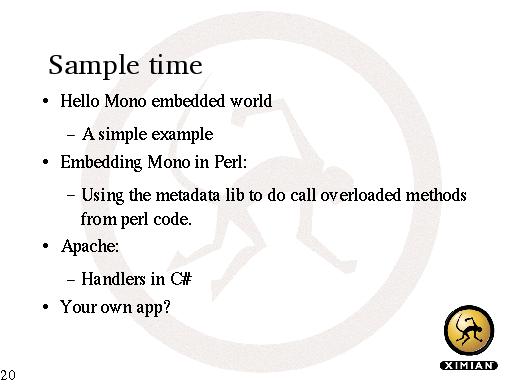 Sample time
• Hello Mono embedded world
– A simple example
• Embedding Mono in Perl:
– Using the metadata lib to do call overloaded methods
from perl code.
• Apache:
– Handlers in C#
• Your own app?
XIMIAN
20